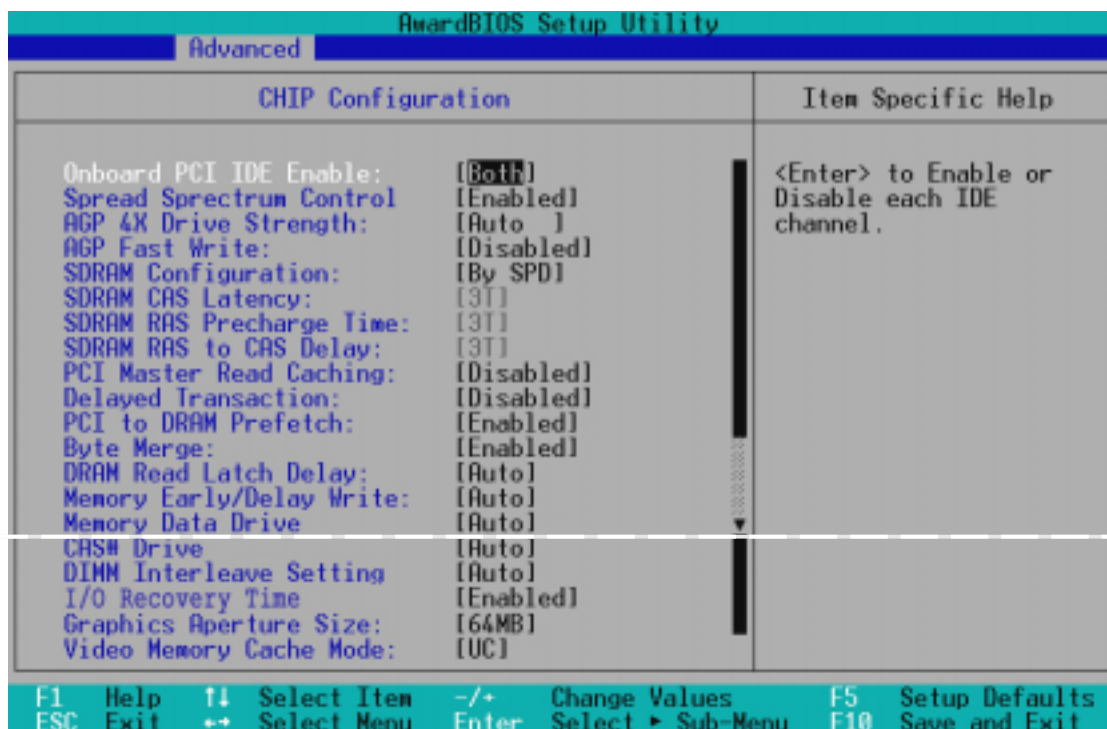 AwardBIOS Setup Utility
Advanced
CHIP Configuration
Item Specific Help
Onboard PCI IDE Enable: [Both]
Spread Sprectrum Control [Enabled]
AGP 4X Drive Strength: [Auto ]
AGP Fast Write: [Disabled]
SDRAM Configuration: [By SPD]
SDRAM CAS Latency: [3T]
SDRAM RAS Precharge Time: [3T]
SDRAM RAS to CAS Delay: [3T]
PCI Master Read Caching: [Disabled]
Delayed Transaction: [Disabled]
PCI to DRAM Prefetch: [Enabled]
Byte Merge: [Enabled]
DRAM Read Latch Delay: [Auto]
Memory Early/Delay Write: [Auto]
Memory Data Drive [Auto]
CAS# Drive [Auto]
DIMM Interleave Setting [Auto]
I/O Recovery Time [Enabled]
Graphics Aperture Size: [64MB]
Video Memory Cache Mode: [UC]
<Enter> to Enable or
Disable each IDE
channel.
F1 Help ↑↓ Select Item -/+ Change Values F5 Setup Defaults
ESC Exit ←→ Select Menu Enter Select ► Sub-Menu F10 Save and Exit